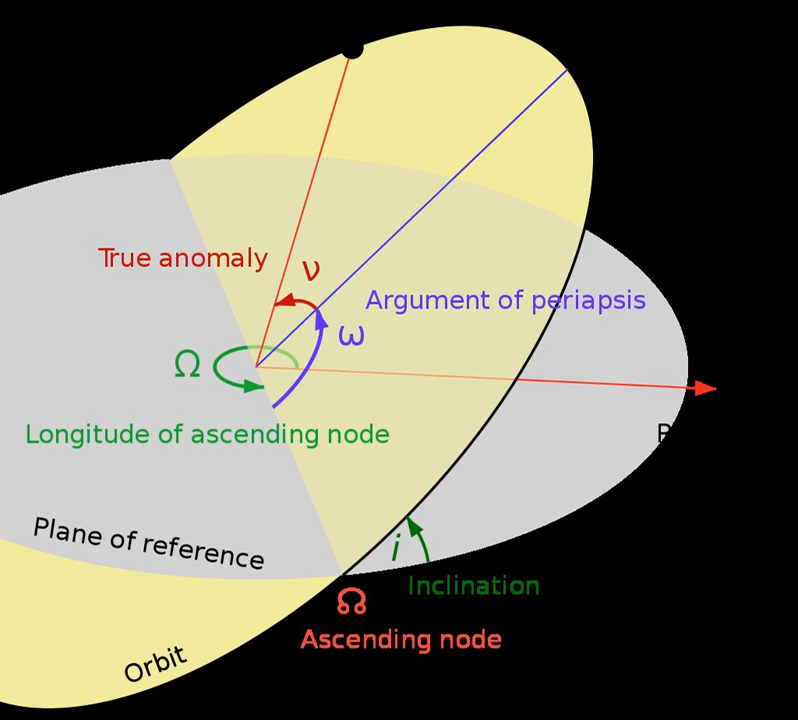 True anomaly
ν
Argument of periapsis
ω
Ω
Longitude of ascending node
Plane of reference
i
Inclination
☊
Ascending node
Orbit